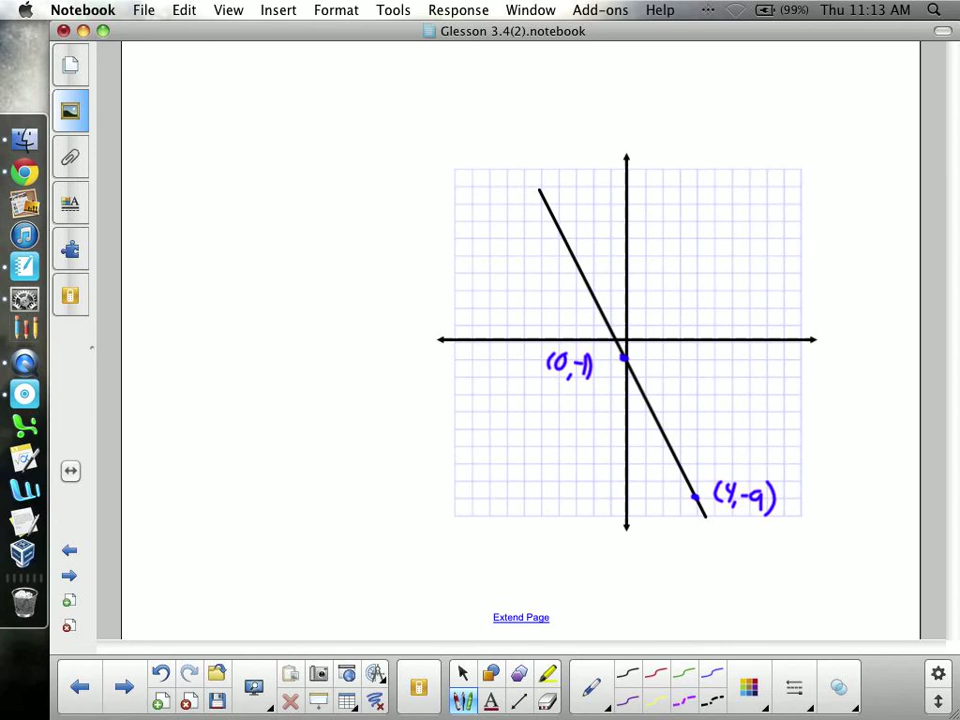 Notebook File Edit View Insert Format Tools Response Window Add-ons Help ··· (99%) Thu 11:13 AM
Glesson 3.4(2).notebook
(0,-1)
(4,-9)
Extend Page